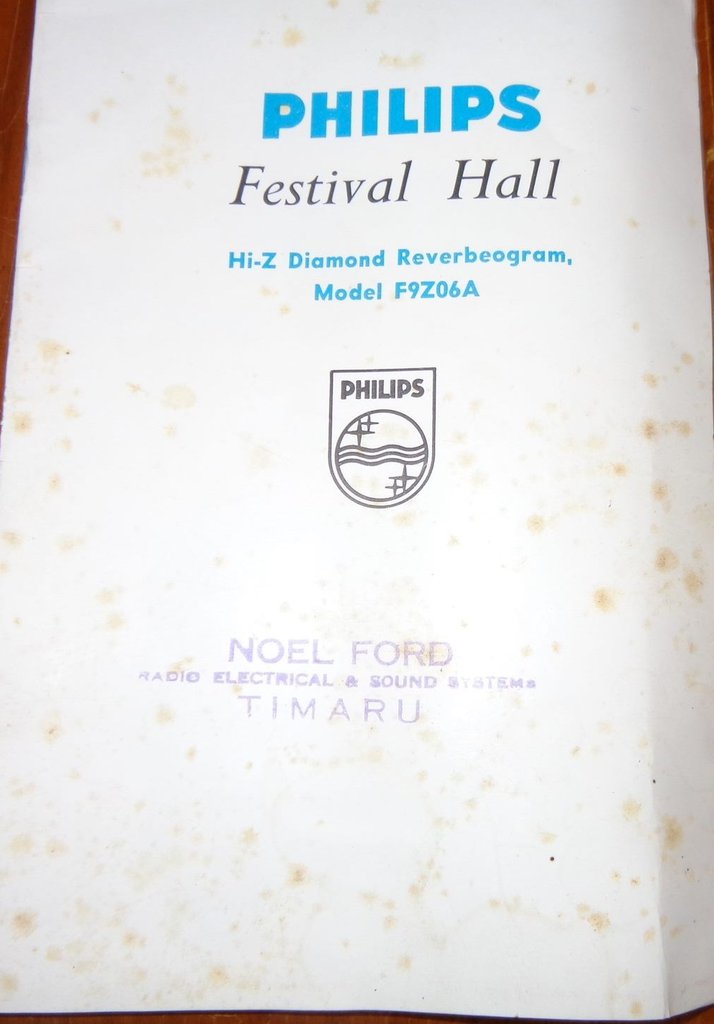 PHILIPS
Festival Hall
Hi-Z Diamond Reverbeogram,
Model F9Z06A
PHILIPS
NOEL FORD
RADIO ELECTRICAL & SOUND SYSTEMS
TIMARU